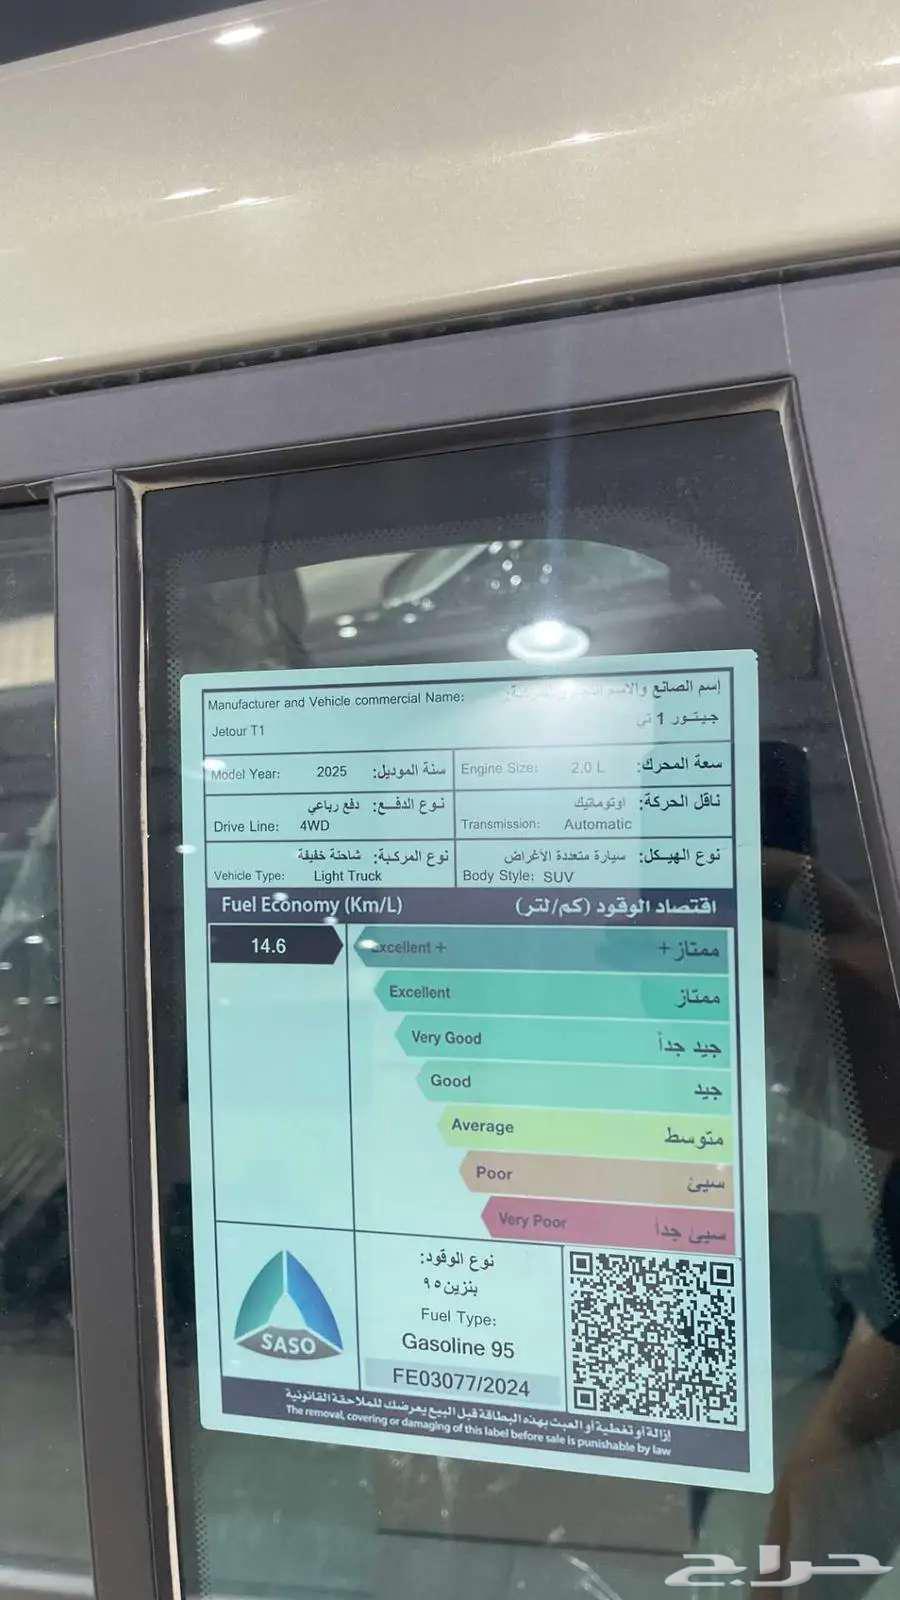 Manufacturer and Vehicle commercial Name:
إسم الصانع والاسم
Jetour T1
جيتور 1 تي
Model Year: 2025 سنة الموديل:
Engine Size: 2.0 L سعة المحرك:
نوع الدفع: دفع رباعي
Drive Line: 4WD
ناقل الحركة: اوتوماتيك
Transmission: Automatic
نوع المركبة: شاحنة خفيفة
Vehicle Type: Light Truck
نوع الهيكل: سيارة متعددة الأغراض
Body Style: SUV
Fuel Economy (Km/L) اقتصاد الوقود (كم/لتر)
14.6
Excellent + ممتاز +
Excellent ممتاز
Very Good جيد جداً
Good جيد
Average متوسط
Poor سيئ
Very Poor سيئ جداً
SASO
نوع الوقود:
بنزين ٩٥
Fuel Type:
Gasoline 95
FE03077/2024
إزالة أو تغطية أو العبث بهذه البطاقة قبل البيع يعرضك للملاحقة القانونية
The removal, covering or damaging of this label before sale is punishable by law
حراج